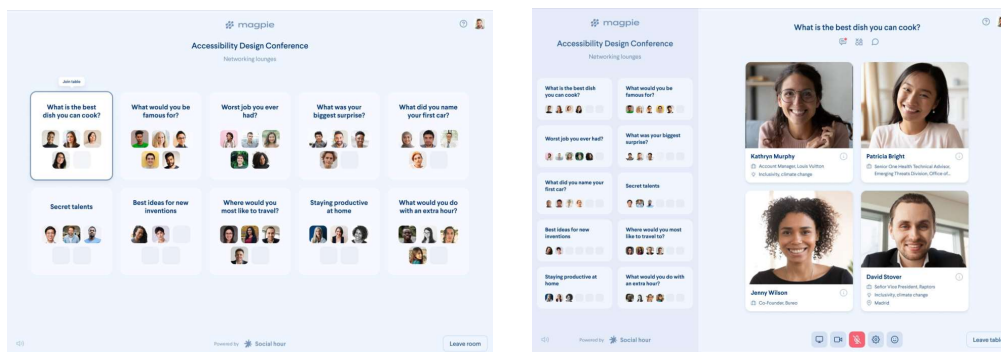 magpie
Accessibility Design Conference
Networking lounges
Join table
What is the best
dish you can cook?
What would you be
famous for?
Worst job you ever
had?
What was your
biggest surprise?
What did you name
your first car?
Secret talents
Best ideas for new
inventions
Where would you
most like to travel?
Staying productive
at home
What would you do
with an extra hour?
Powered by Social hour
Leave room
magpie
Accessibility Design Conference
Networking lounges
What is the best dish
you can cook?
What would you be
famous for?
Worst job you ever had?
What was your biggest
surprise?
What did you name your
first car?
Secret talents
Best ideas for new
inventions
Where would you most
like to travel to?
Staying productive at
home
What would you do with
an extra hour?
Powered by Social hour
What is the best dish you can cook?
Kathryn Murphy
Account Manager, Louis Vuitton
Inclusivity, climate change
Patricia Bright
Senior One Health Technical Advisor,
Emerging Threats Division, Office of...
Jenny Wilson
Co-Founder, Bureo
David Stover
Señor Vice President, Raptora
Inclusivity, climate change
Madrid
Leave tabl